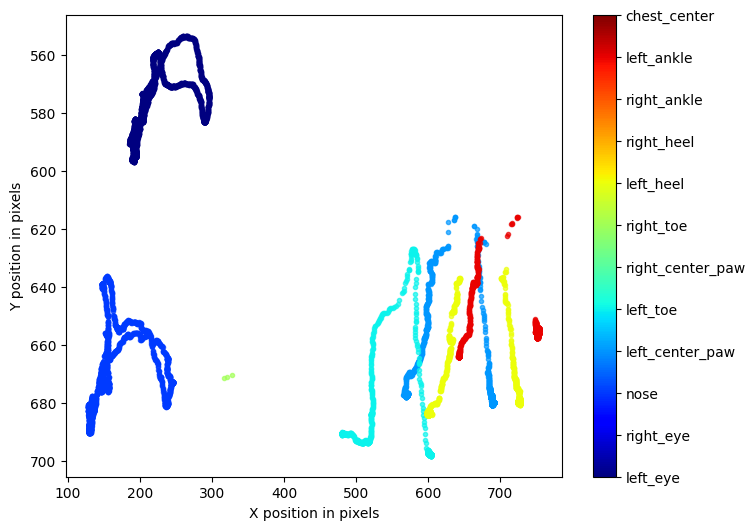 560
580
600
620
640
660
680
700
Y position in pixels
100
200
300
400
500
600
700
X position in pixels
chest_center
left_ankle
right_ankle
right_heel
left_heel
right_toe
right_center_paw
left_toe
left_center_paw
nose
right_eye
left_eye